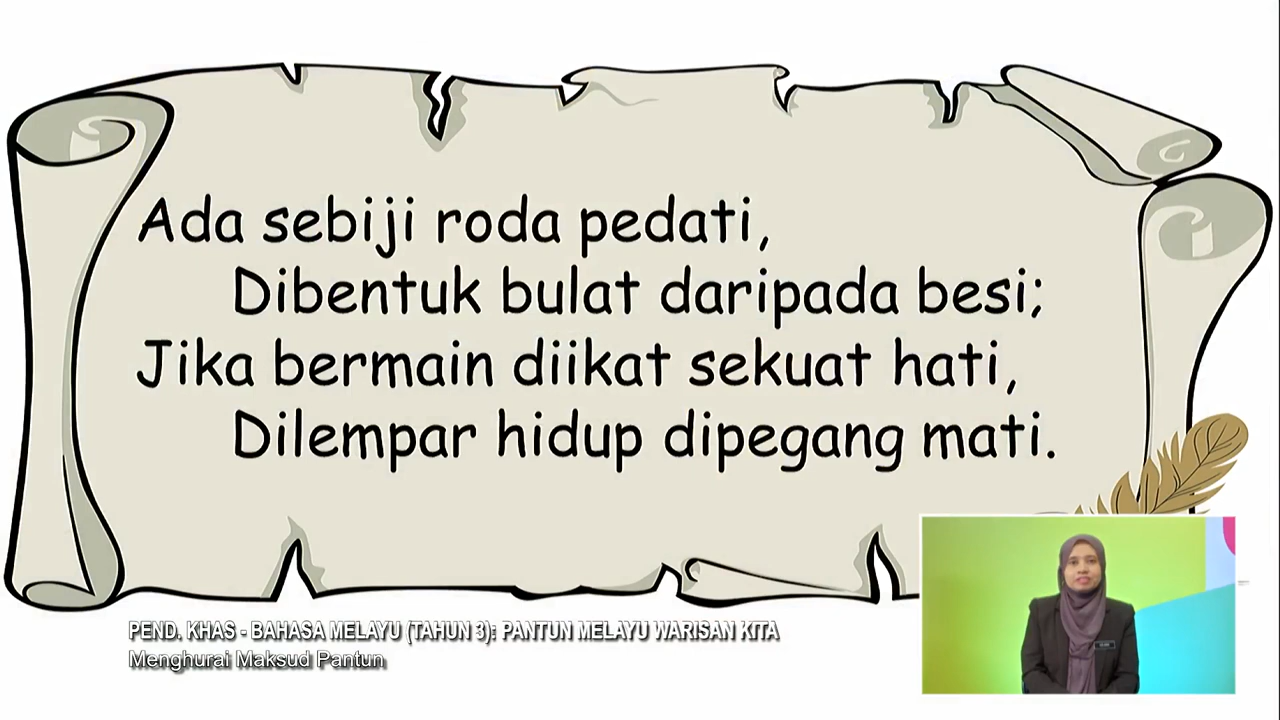 Ada sebiji roda pedati,
Dibentuk bulat daripada besi;
Jika bermain diikat sekuat hati,
Dilempar hidup dipegang mati.
PEND. KHAS - BAHASA MELAYU (TAHUN 3): PANTUN MELAYU WARISAN KITA
Menghurai Maksud Pantun